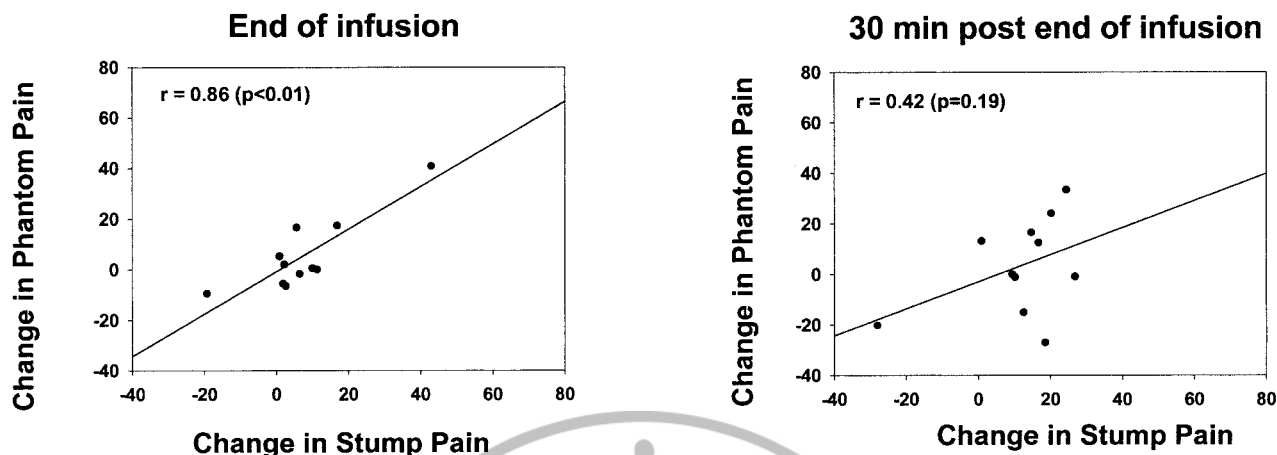 End of infusion
Change in Phantom Pain
80
60
40
20
0
-20
-40
r = 0.86 (p<0.01)
-40 -20 0 20 40 60 80
Change in Stump Pain
30 min post end of infusion
Change in Phantom Pain
80
60
40
20
0
-20
-40
r = 0.42 (p=0.19)
-40 -20 0 20 40 60 80
Change in Stump Pain